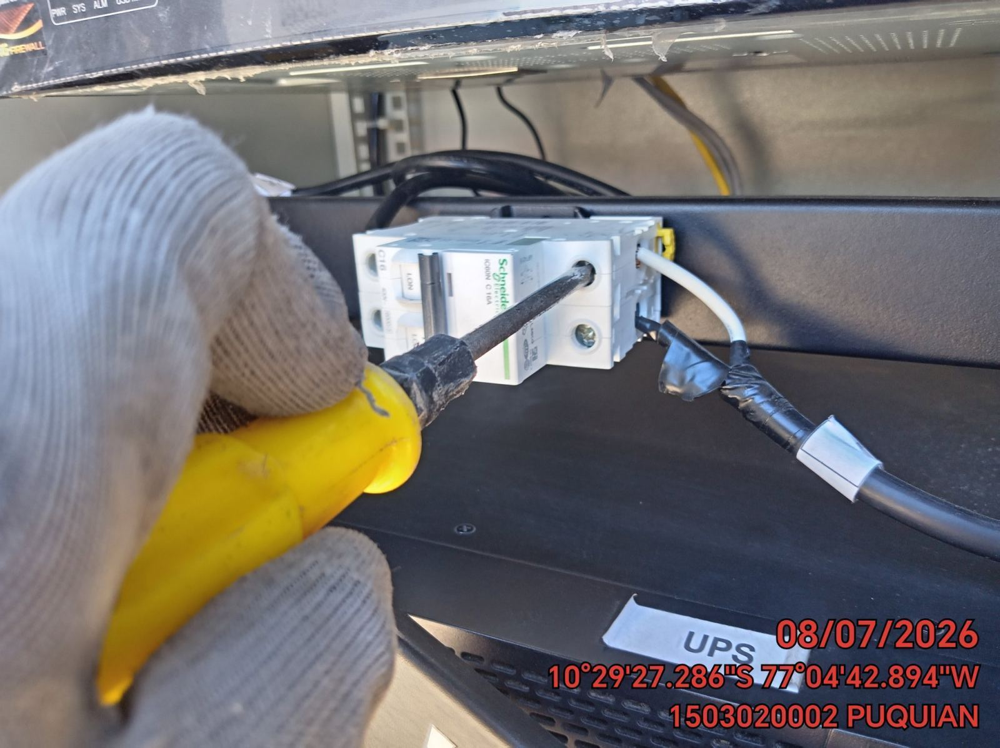 PWR SYS ALM
FIREWALL
C16
I.ON
Schneider
Electric
iC60N C 16A
UPS
08/07/2026
10°29'27.286"S 77°04'42.894"W
1503020002 PUQUIAN